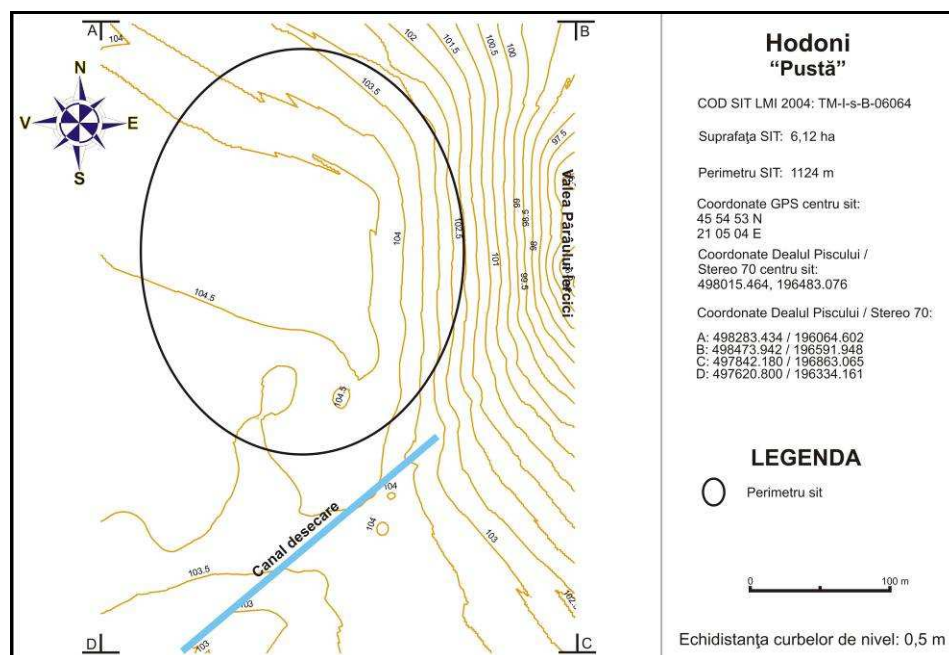 A
B
104
102
101.5
100.5
100
103.5
97.5
N
V E
S
Valea Pârâului Iercici
99
98.5
98
104
102.5
101
99.5
104.5
104.5
104
104
Canal desecare
103
103.5
103
102.5
103
D
C
Hodoni
“Pustă”
COD SIT LMI 2004: TM-I-s-B-06064
Suprafaţa SIT: 6,12 ha
Perimetru SIT: 1124 m
Coordonate GPS centru sit:
45 54 53 N
21 05 04 E
Coordonate Dealul Piscului /
Stereo 70 centru sit:
498015.464, 196483.076
Coordonate Dealul Piscului / Stereo 70:
A: 498283.434 / 196064.602
B: 498473.942 / 196591.948
C: 497842.180 / 196863.065
D: 497620.800 / 196334.161
LEGENDA
Perimetru sit
0 100 m
Echidistanţa curbelor de nivel: 0,5 m